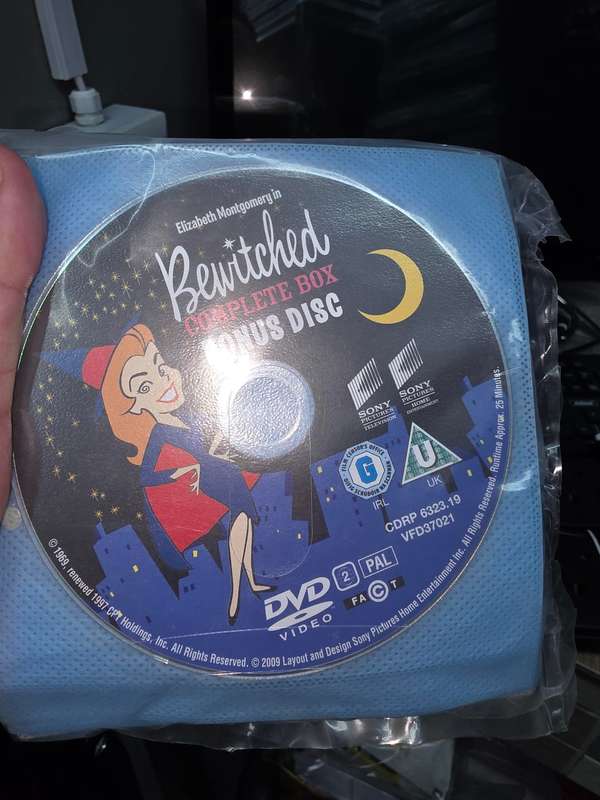 Elizabeth Montgomery in
Bewitched
COMPLETE BOX
BONUS DISC
SONY
PICTURES
TELEVISION
SONY
PICTURES
HOME
ENTERTAINMENT
G
IRL
U
UK
CDRP 6323.19
VFD37021
DVD
VIDEO
2
PAL
FACT
© 1969, renewed 1997 CPT Holdings, Inc. All Rights Reserved. © 2009 Layout and Design Sony Pictures Home Entertainment Inc. All Rights Reserved. Runtime Approx. 25 Minutes.